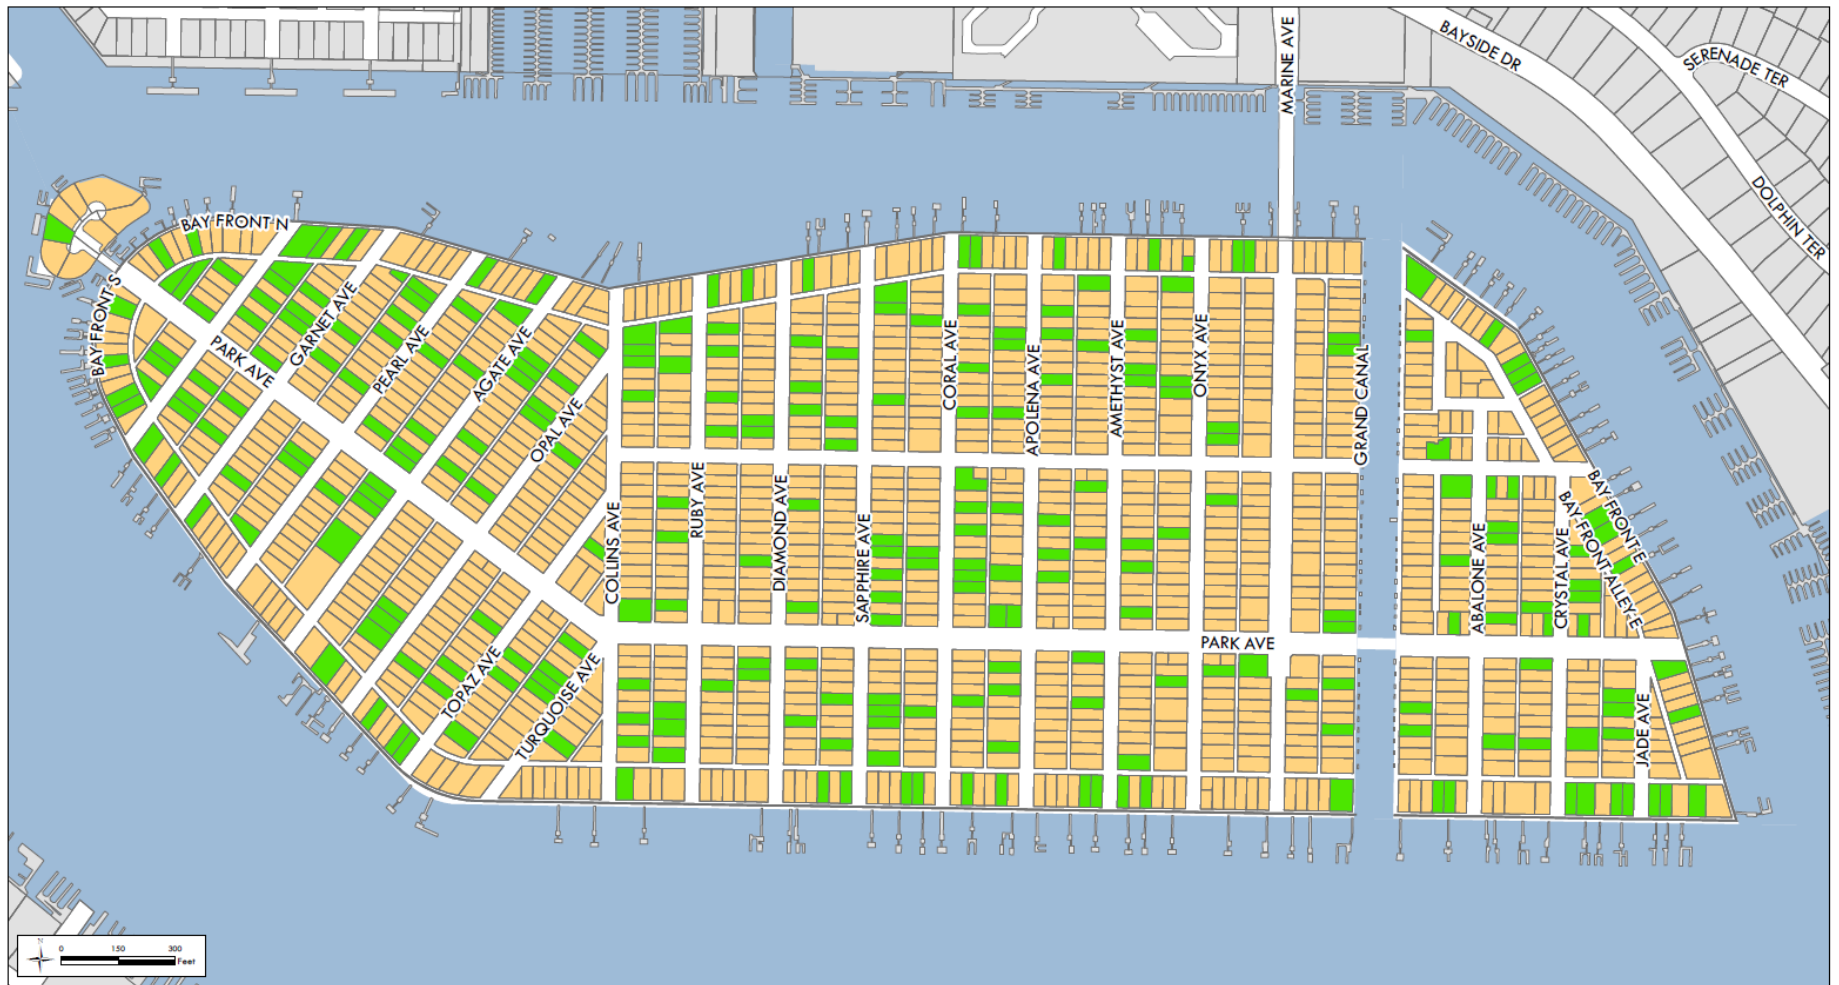 MARINE AVE
BAYSIDE DR
SERENADE TER
DOLPHIN TER
BAY FRONT N
BAY FRONT S
PARK AVE
GARNET AVE
PEARL AVE
AGATE AVE
OPAL AVE
CORAL AVE
APOLENA AVE
AMETHYST AVE
ONYX AVE
GRAND CANAL
COLLINS AVE
RUBY AVE
DIAMOND AVE
SAPPHIRE AVE
ABALONE AVE
CRYSTAL AVE
BAY FRONT E
BAY FRONT ALLEY E
PARK AVE
TOPAZ AVE
TURQUOISE AVE
JADE AVE
N
0 150 300
Feet